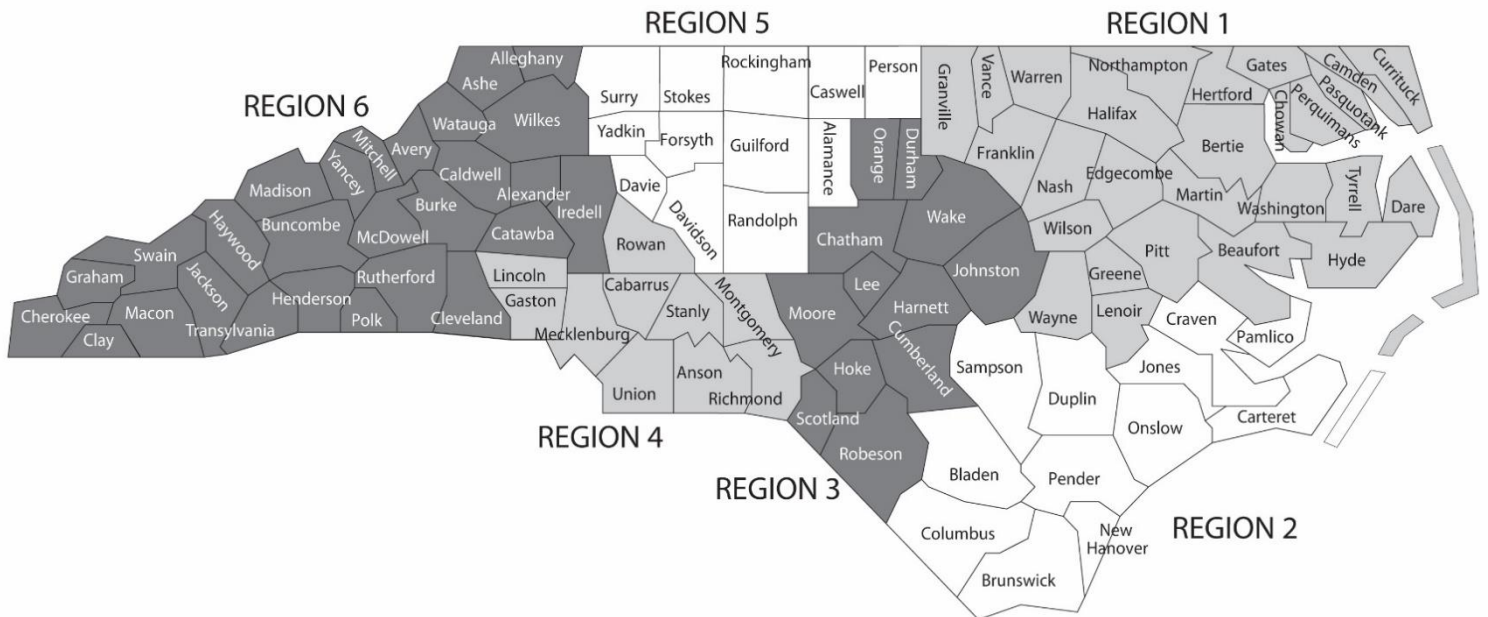 REGION 5
REGION 1
REGION 6
Alleghany
Ashe
Surry
Stokes
Rockingham
Caswell
Person
Granville
Vance
Warren
Northampton
Gates
Camden
Currituck
Pasquotank
Perquimans
Chowan
Hertford
Halifax
Watauga
Wilkes
Yadkin
Forsyth
Guilford
Alamance
Orange
Durham
Franklin
Nash
Edgecombe
Bertie
Martin
Washington
Tyrrell
Dare
Mitchell
Avery
Yancey
Madison
Caldwell
Alexander
Iredell
Davie
Davidson
Randolph
Wake
Wilson
Pitt
Beaufort
Hyde
Haywood
Buncombe
McDowell
Burke
Catawba
Rowan
Chatham
Johnston
Greene
Swain
Graham
Jackson
Rutherford
Lincoln
Cabarrus
Stanly
Montgomery
Moore
Lee
Harnett
Wayne
Lenoir
Craven
Pamlico
Cherokee
Macon
Clay
Transylvania
Henderson
Polk
Cleveland
Gaston
Mecklenburg
Union
Anson
Richmond
Hoke
Cumberland
Sampson
Duplin
Jones
Carteret
Onslow
Scotland
Robeson
Bladen
Pender
REGION 4
REGION 3
REGION 2
Columbus
New
Hanover
Brunswick